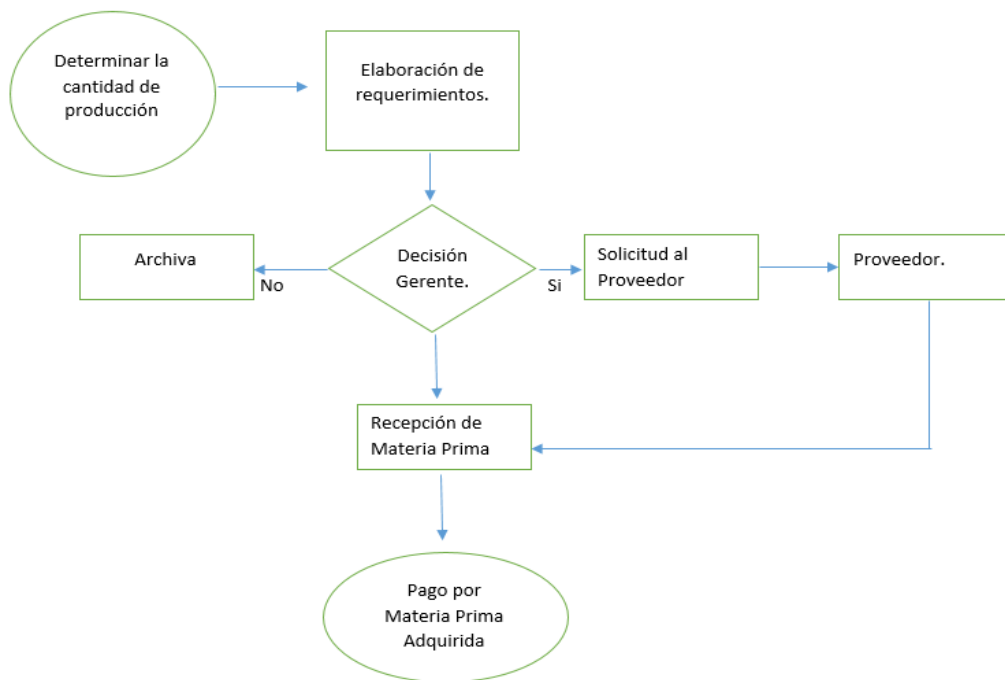 Determinar la
cantidad de
producción
Elaboración de
requerimientos.
Archiva
No
Decisión
Gerente.
Si
Solicitud al
Proveedor
Proveedor.
Recepción de
Materia Prima
Pago por
Materia Prima
Adquirida